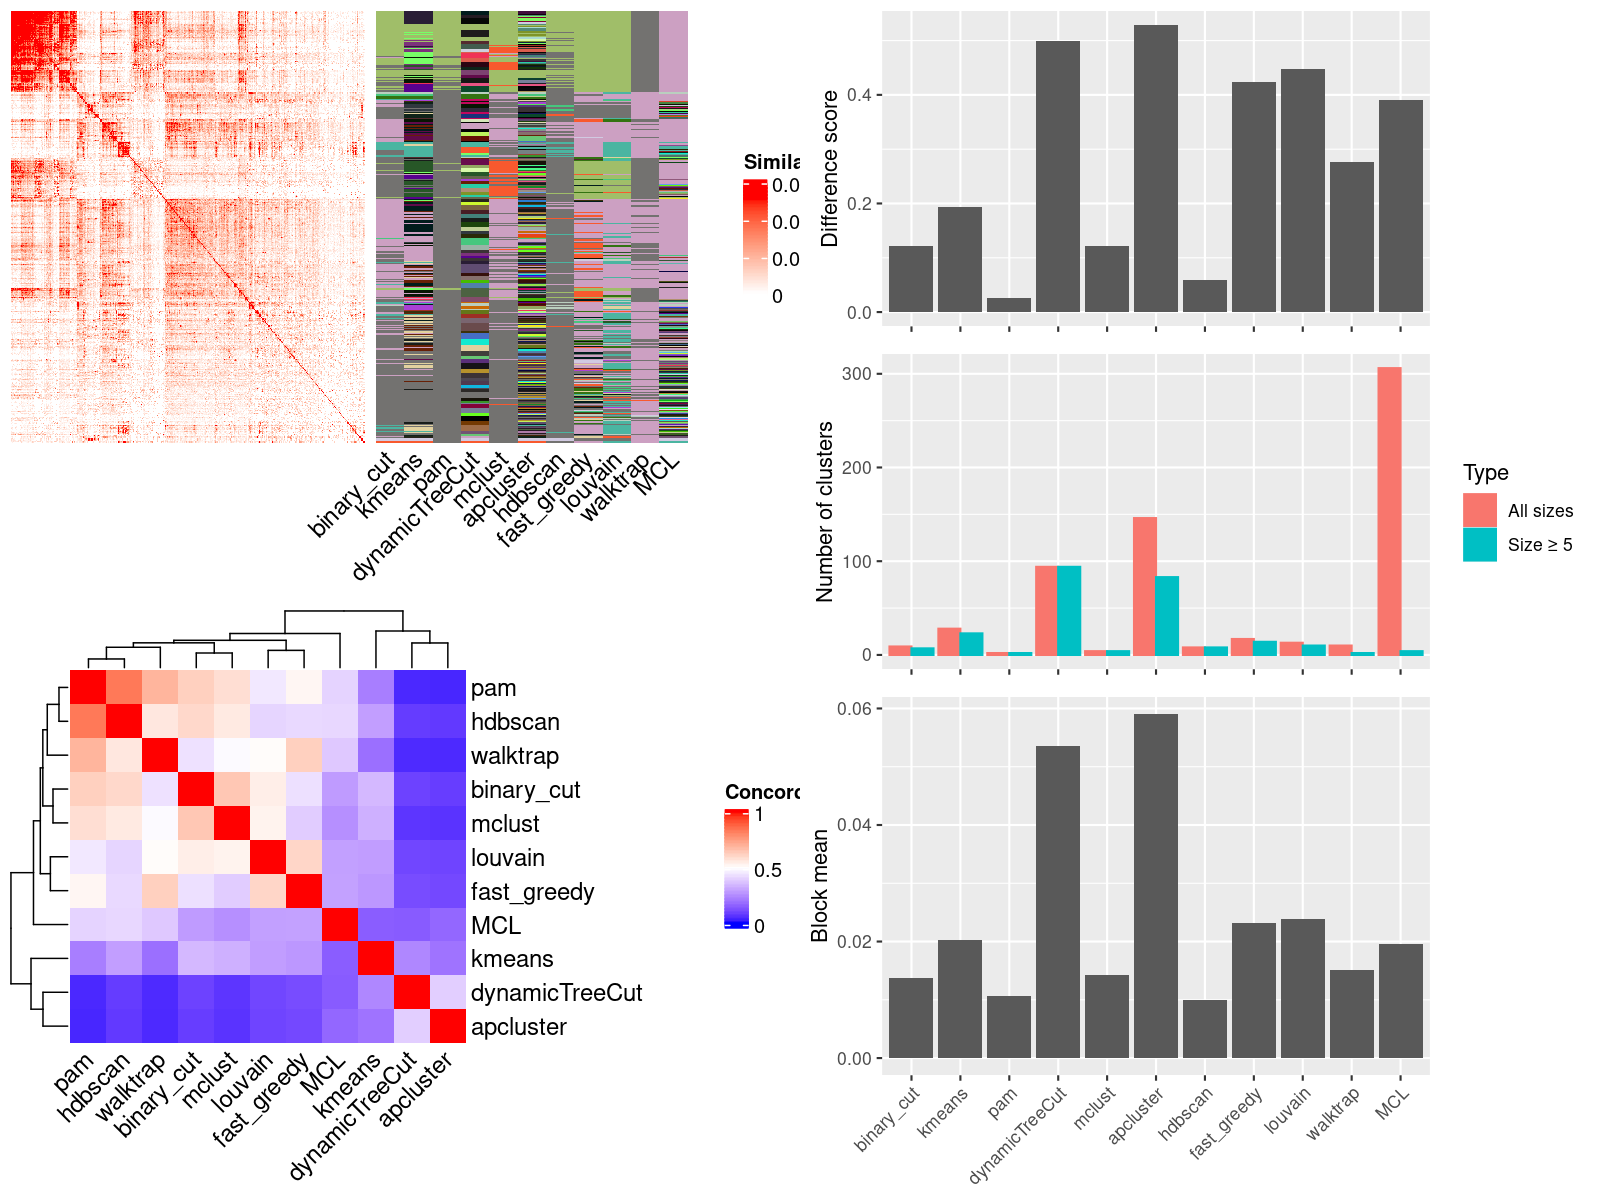 Simila
0.0
0.0
0.0
0
binary_cut
kmeans
pam
dynamicTreeCut
mclust
apcluster
hdbscan
fast_greedy
louvain
walktrap
MCL
pam
hdbscan
walktrap
binary_cut
mclust
louvain
fast_greedy
MCL
kmeans
dynamicTreeCut
apcluster
pam
hdbscan
walktrap
binary_cut
mclust
louvain
fast_greedy
MCL
kmeans
dynamicTreeCut
apcluster
Concord
1
0.5
0
Difference score
0.4
0.2
0.0
Number of clusters
300
200
100
0
Type
All sizes
Size ≥ 5
Block mean
0.06
0.04
0.02
0.00
binary_cut
kmeans
pam
dynamicTreeCut
mclust
apcluster
hdbscan
fast_greedy
louvain
walktrap
MCL